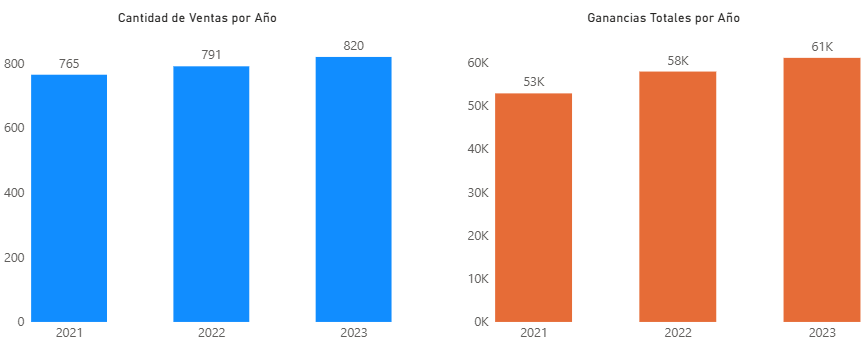 Cantidad de Ventas por Año
800
600
400
200
0
765
791
820
2021
2022
2023
Ganancias Totales por Año
60K
50K
40K
30K
20K
10K
0K
53K
58K
61K
2021
2022
2023